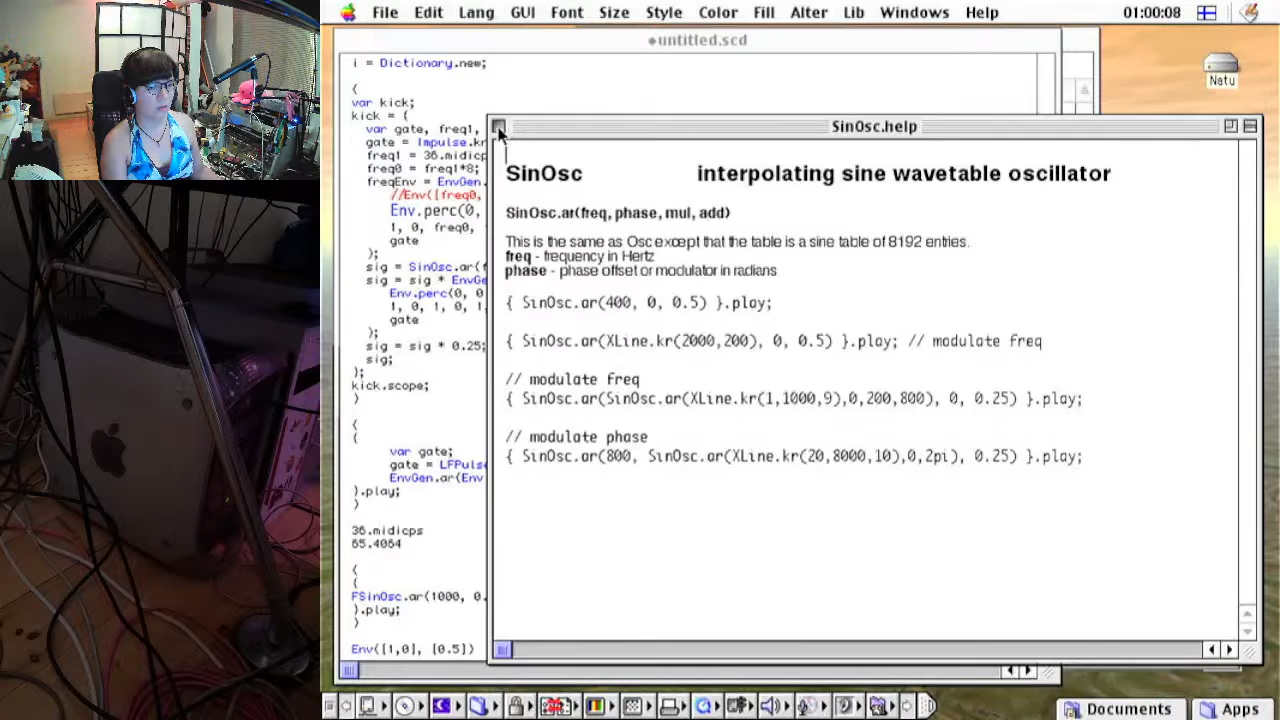 File Edit Lang GUI Font Size Style Color Fill Alter Lib Windows Help 01:00:08
•untitled.scd
i = Dictionary.new;
(
var kick;
kick = {
var gate, freq1,
gate = Impulse.kr
freq1 = 36.midicp
freq0 = freq1*8;
freqEnv = EnvGen.
//Env([freq0,
Env.perc(0,
1, 0, freq0,
gate
);
sig = SinOsc.ar(f
sig = sig * EnvGe
Env.perc(0, 0
1, 0, 1, 0, 1,
gate
);
sig = sig * 0.25;
sig;
};
kick.scope;
)
(
{
var gate;
gate = LFPuls
EnvGen.ar(Env
}.play;
)
36.midicps
65.4064
(
{
FSinOsc.ar(1000, 0.
}.play;
)
Env([1,0], [0.5])
SinOsc.help
SinOsc interpolating sine wavetable oscillator
SinOsc.ar(freq, phase, mul, add)
This is the same as Osc except that the table is a sine table of 8192 entries.
freq - frequency in Hertz
phase - phase offset or modulator in radians
{ SinOsc.ar(400, 0, 0.5) }.play;
{ SinOsc.ar(XLine.kr(2000,200), 0, 0.5) }.play; // modulate freq
// modulate freq
{ SinOsc.ar(SinOsc.ar(XLine.kr(1,1000,9),0,200,800), 0, 0.25) }.play;
// modulate phase
{ SinOsc.ar(800, SinOsc.ar(XLine.kr(20,8000,10),0,2pi), 0.25) }.play;
Natu
Documents
Apps